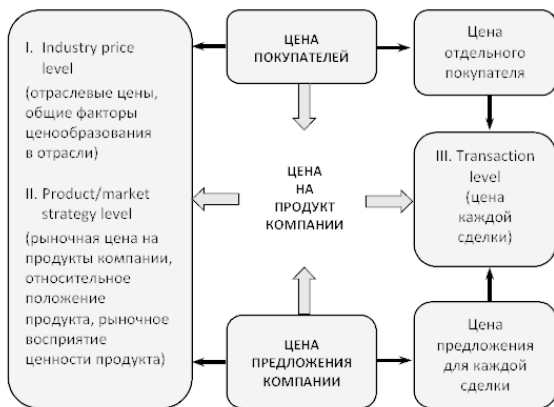 I. Industry price
level
(отраслевые цены,
общие факторы
ценообразования
в отрасли)
II. Product/market
strategy level
(рыночная цена на
продукты компании,
относительное
положение
продукта, рыночное
восприятие
ценности продукта)
ЦЕНА
ПОКУПАТЕЛЕЙ
ЦЕНА
НА
ПРОДУКТ
КОМПАНИИ
ЦЕНА
ПРЕДЛОЖЕНИЯ
КОМПАНИИ
Цена
отдельного
покупателя
III. Transaction
level
(цена
каждой
сделки)
Цена
предложения
для каждой
сделки